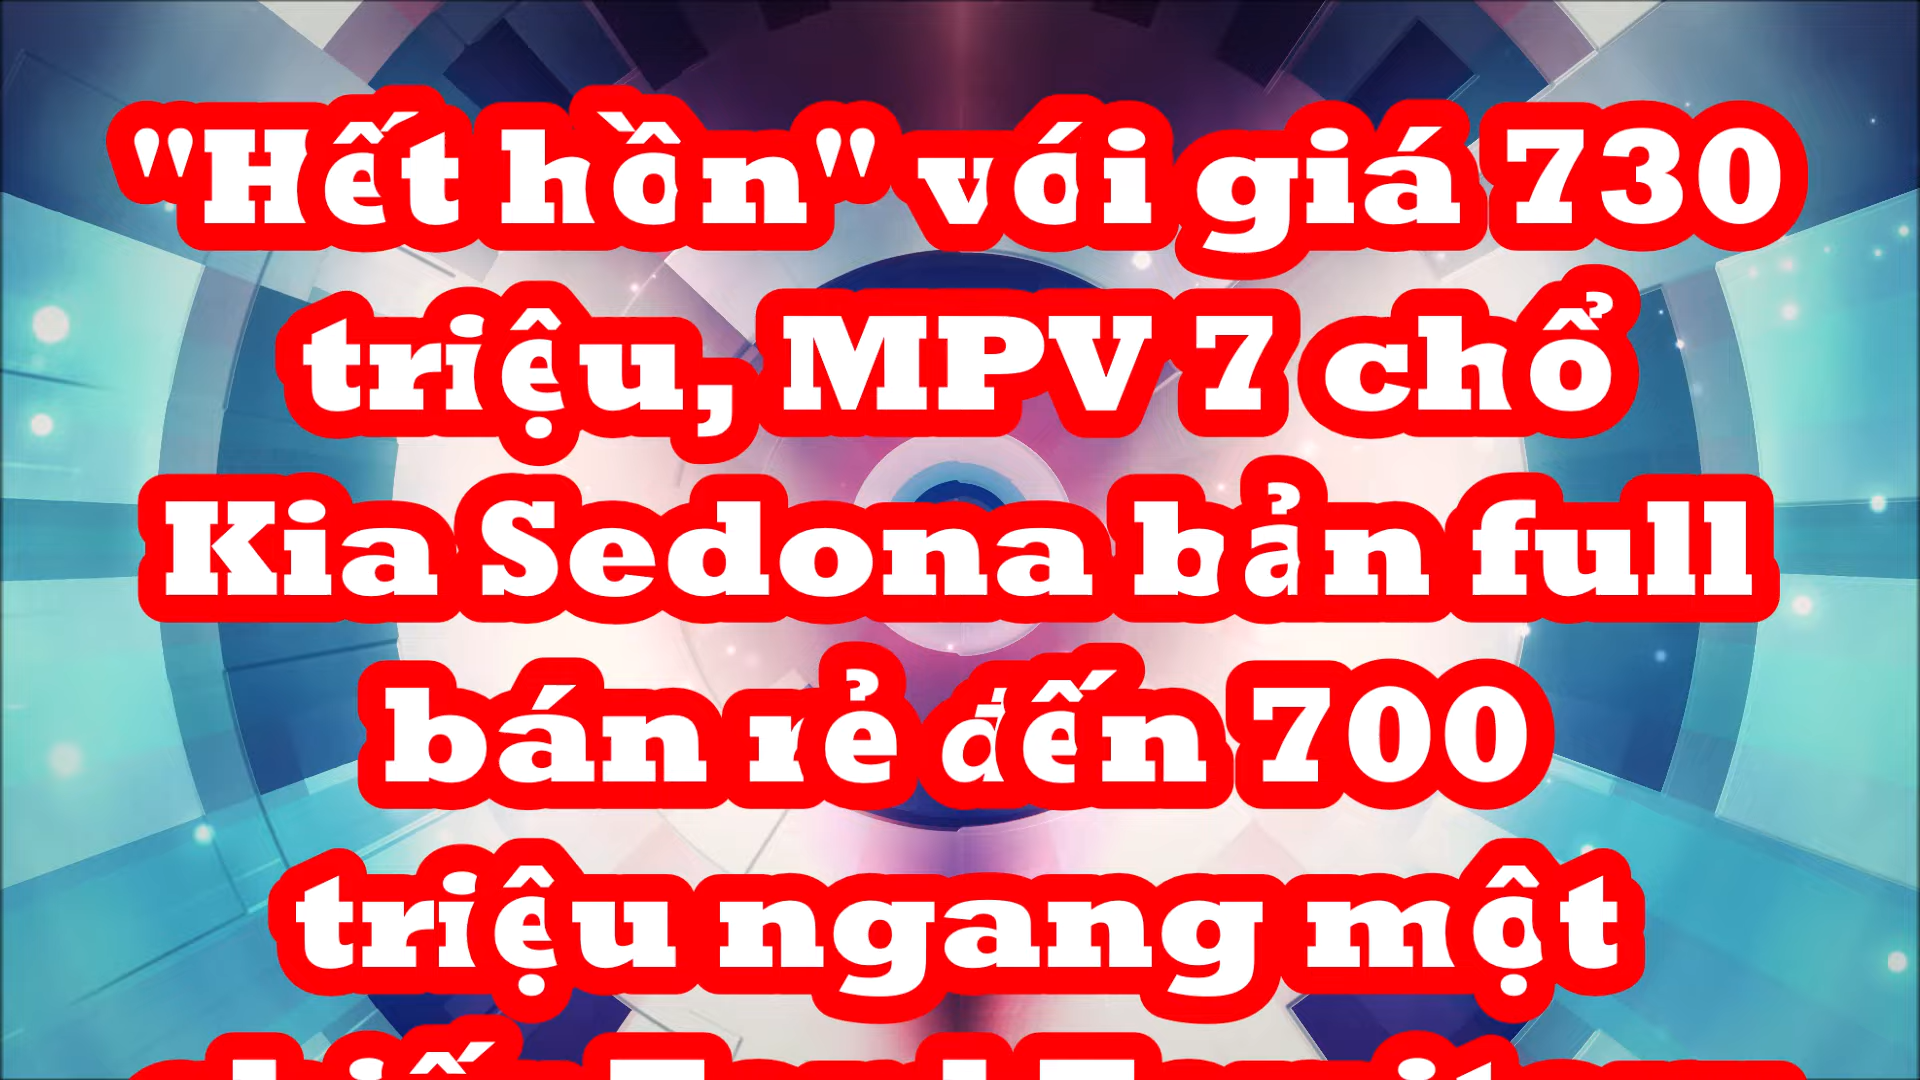 "Hết hồn" với giá 730
triệu, MPV 7 chổ
Kia Sedona bản full
bán rẻ đến 700
triệu ngang một